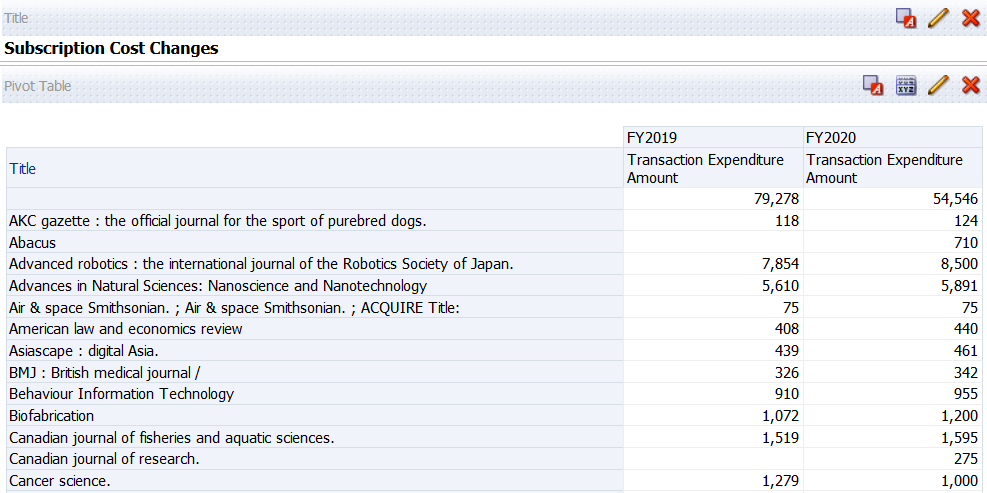 Title
Subscription Cost Changes
Pivot Table
FY2019 FY2020
Title Transaction Expenditure Amount Transaction Expenditure Amount
79,278 54,546
AKC gazette : the official journal for the sport of purebred dogs. 118 124
Abacus 710
Advanced robotics : the international journal of the Robotics Society of Japan. 7,854 8,500
Advances in Natural Sciences: Nanoscience and Nanotechnology 5,610 5,891
Air & space Smithsonian. ; Air & space Smithsonian. ; ACQUIRE Title: 75 75
American law and economics review 408 440
Asiascape : digital Asia. 439 461
BMJ : British medical journal / 326 342
Behaviour Information Technology 910 955
Biofabrication 1,072 1,200
Canadian journal of fisheries and aquatic sciences. 1,519 1,595
Canadian journal of research. 275
Cancer science. 1,279 1,000